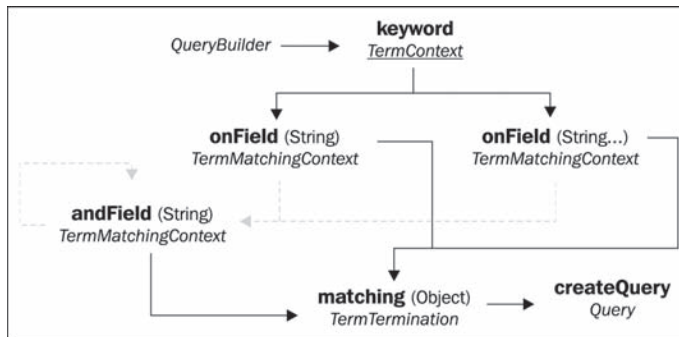 keyword
QueryBuilder
TermContext
onField (String)
TermMatchingContext
onField (String...)
TermMatchingContext
andField (String)
TermMatchingContext
matching (Object)
TermTermination
createQuery
Query